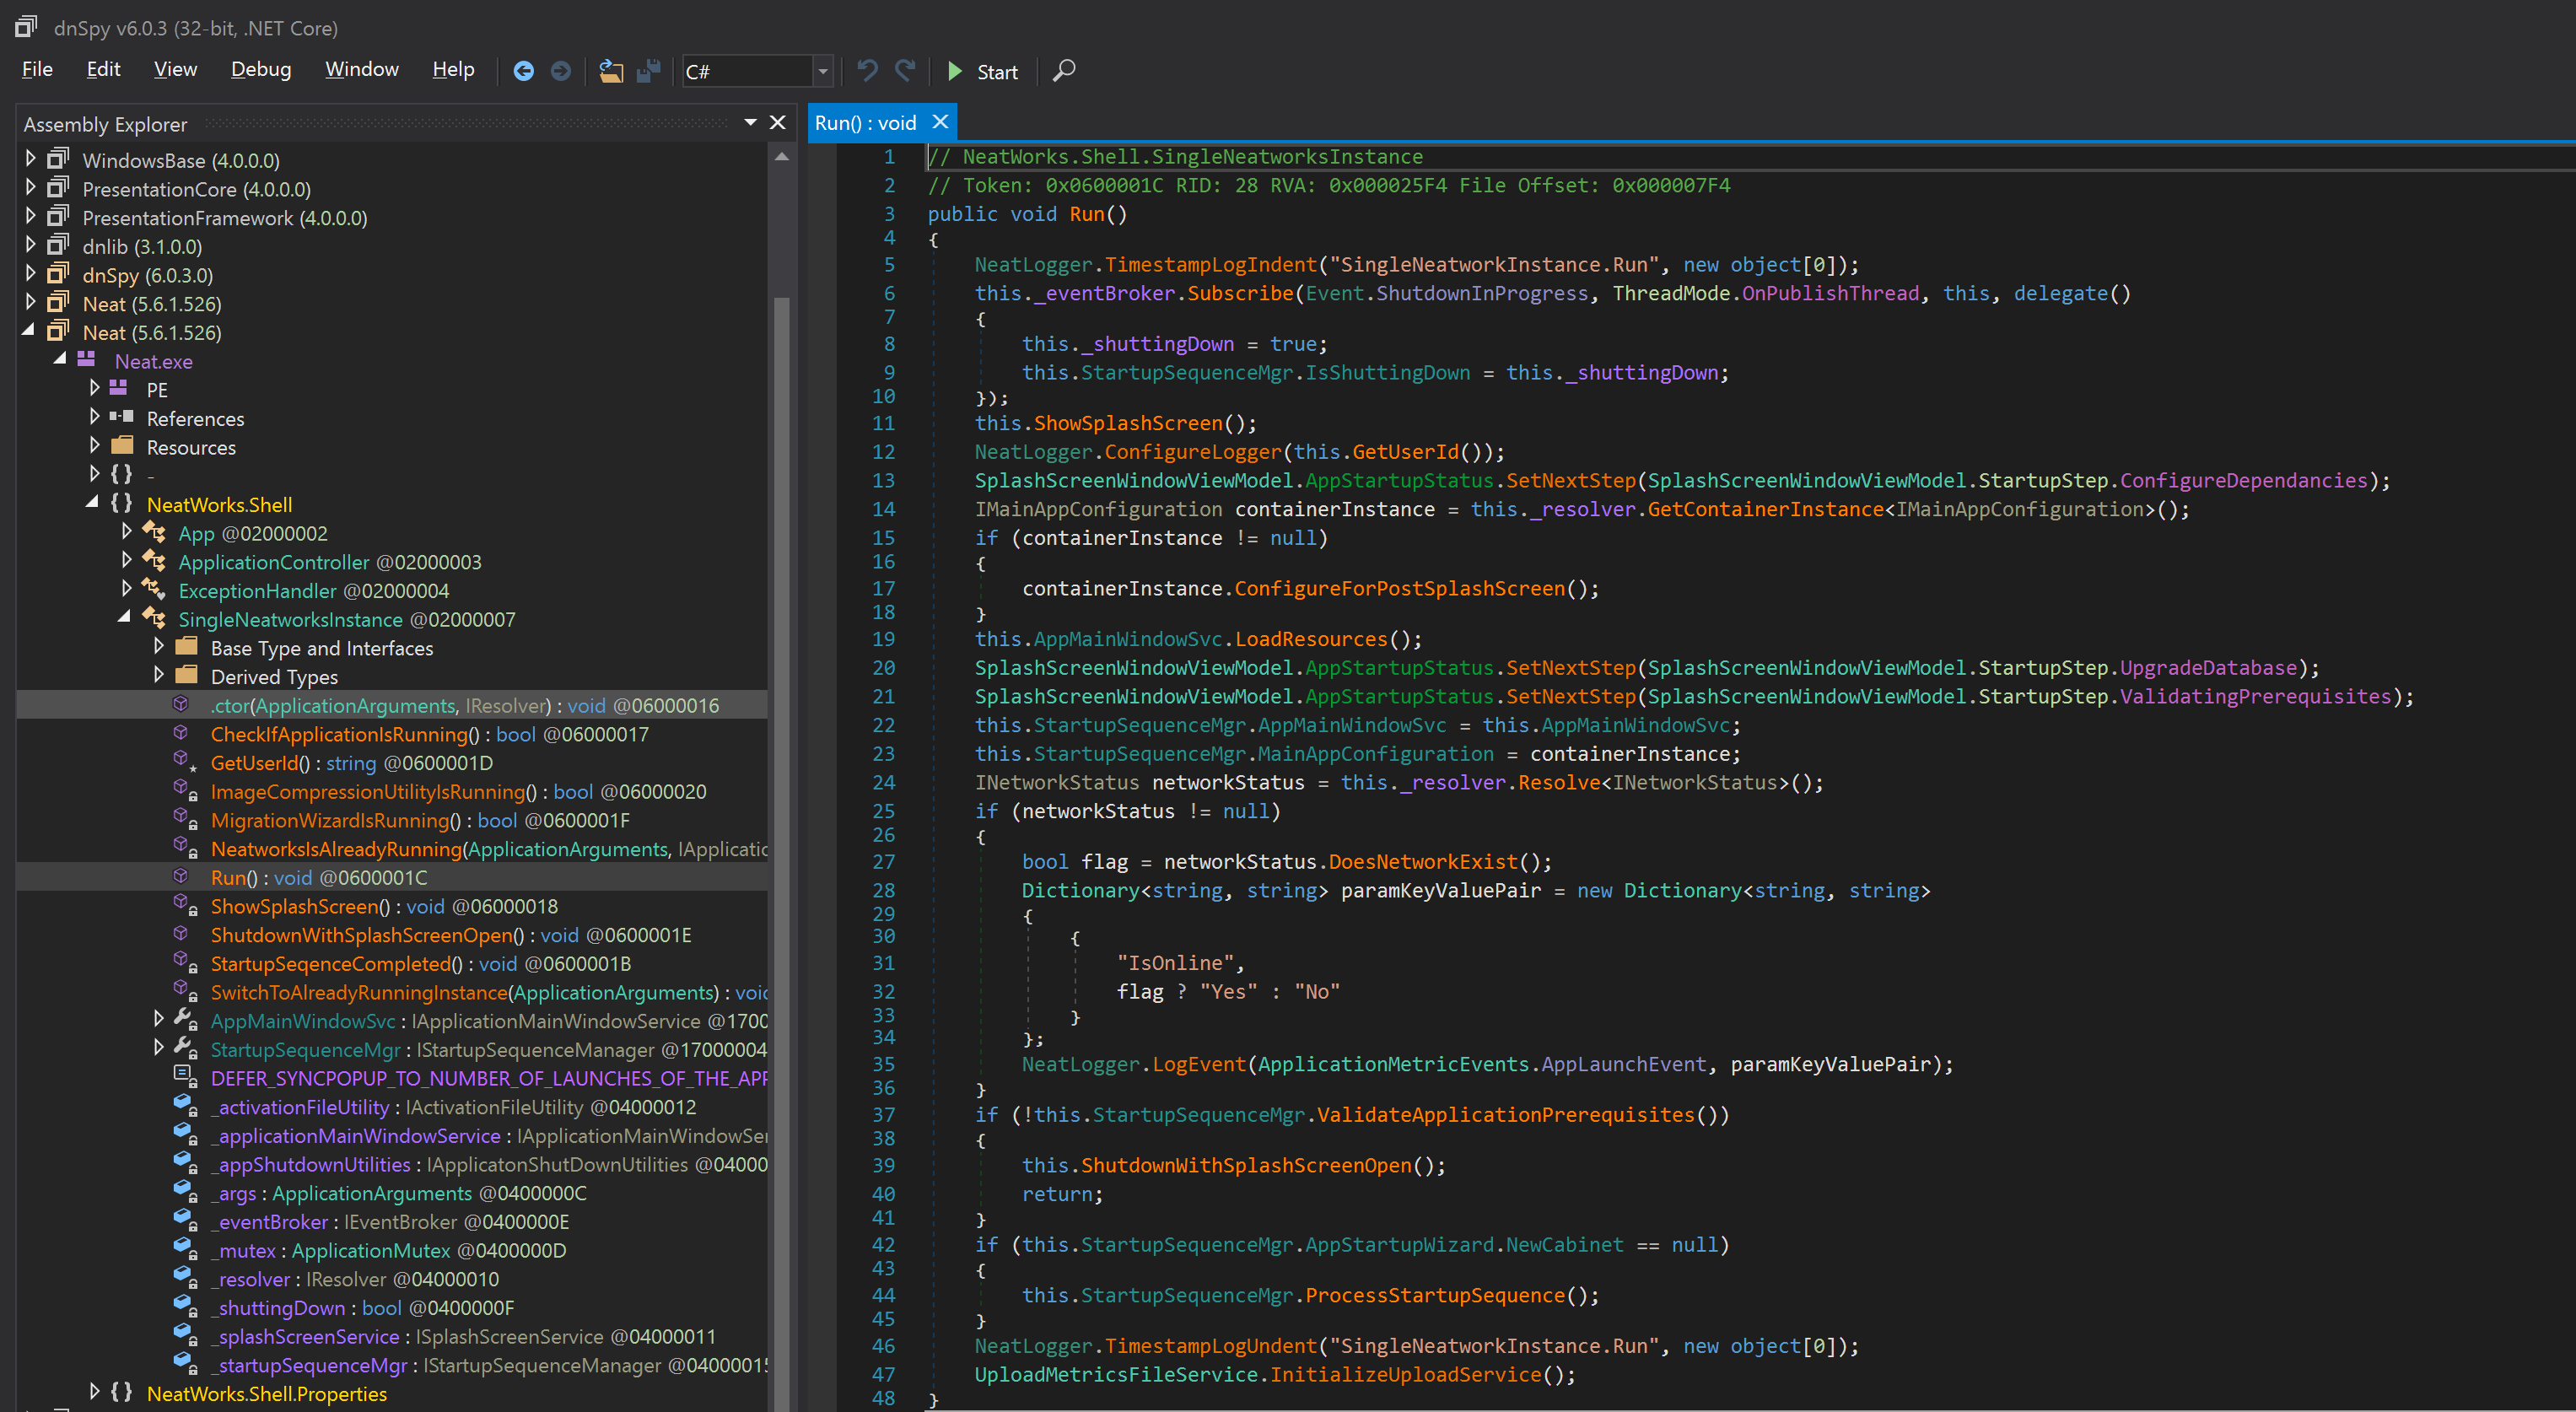 dnSpy v6.0.3 (32-bit, .NET Core)
File Edit View Debug Window Help C# Start
Assembly Explorer
WindowsBase (4.0.0.0)
PresentationCore (4.0.0.0)
PresentationFramework (4.0.0.0)
dnlib (3.1.0.0)
dnSpy (6.0.3.0)
Neat (5.6.1.526)
Neat (5.6.1.526)
Neat.exe
PE
References
Resources
{ } -
{ } NeatWorks.Shell
App @02000002
ApplicationController @02000003
ExceptionHandler @02000004
SingleNeatworksInstance @02000007
Base Type and Interfaces
Derived Types
.ctor(ApplicationArguments, IResolver) : void @06000016
CheckIfApplicationIsRunning() : bool @06000017
GetUserId() : string @0600001D
ImageCompressionUtilityIsRunning() : bool @06000020
MigrationWizardIsRunning() : bool @0600001F
NeatworksIsAlreadyRunning(ApplicationArguments, IApplicatic
Run() : void @0600001C
ShowSplashScreen() : void @06000018
ShutdownWithSplashScreenOpen() : void @0600001E
StartupSeqenceCompleted() : void @0600001B
SwitchToAlreadyRunningInstance(ApplicationArguments) : voic
AppMainWindowSvc : IApplicationMainWindowService @1700
StartupSequenceMgr : IStartupSequenceManager @17000004
DEFER_SYNCPOPUP_TO_NUMBER_OF_LAUNCHES_OF_THE_APF
_activationFileUtility : IActivationFileUtility @04000012
_applicationMainWindowService : IApplicationMainWindowSer
_appShutdownUtilities : IApplicatonShutDownUtilities @04000
_args : ApplicationArguments @0400000C
_eventBroker : IEventBroker @0400000E
_mutex : ApplicationMutex @0400000D
_resolver : IResolver @04000010
_shuttingDown : bool @0400000F
_splashScreenService : ISplashScreenService @04000011
_startupSequenceMgr : IStartupSequenceManager @04000015
{ } NeatWorks.Shell.Properties
Run() : void
1 // NeatWorks.Shell.SingleNeatworksInstance
2 // Token: 0x0600001C RID: 28 RVA: 0x000025F4 File Offset: 0x000007F4
3 public void Run()
4 {
5 NeatLogger.TimestampLogIndent("SingleNeatworkInstance.Run", new object[0]);
6 this._eventBroker.Subscribe(Event.ShutdownInProgress, ThreadMode.OnPublishThread, this, delegate()
7 {
8 this._shuttingDown = true;
9 this.StartupSequenceMgr.IsShuttingDown = this._shuttingDown;
10 });
11 this.ShowSplashScreen();
12 NeatLogger.ConfigureLogger(this.GetUserId());
13 SplashScreenWindowViewModel.AppStartupStatus.SetNextStep(SplashScreenWindowViewModel.StartupStep.ConfigureDependancies);
14 IMainAppConfiguration containerInstance = this._resolver.GetContainerInstance<IMainAppConfiguration>();
15 if (containerInstance != null)
16 {
17 containerInstance.ConfigureForPostSplashScreen();
18 }
19 this.AppMainWindowSvc.LoadResources();
20 SplashScreenWindowViewModel.AppStartupStatus.SetNextStep(SplashScreenWindowViewModel.StartupStep.UpgradeDatabase);
21 SplashScreenWindowViewModel.AppStartupStatus.SetNextStep(SplashScreenWindowViewModel.StartupStep.ValidatingPrerequisites);
22 this.StartupSequenceMgr.AppMainWindowSvc = this.AppMainWindowSvc;
23 this.StartupSequenceMgr.MainAppConfiguration = containerInstance;
24 INetworkStatus networkStatus = this._resolver.Resolve<INetworkStatus>();
25 if (networkStatus != null)
26 {
27 bool flag = networkStatus.DoesNetworkExist();
28 Dictionary<string, string> paramKeyValuePair = new Dictionary<string, string>
29 {
30 {
31 "IsOnline",
32 flag ? "Yes" : "No"
33 }
34 };
35 NeatLogger.LogEvent(ApplicationMetricEvents.AppLaunchEvent, paramKeyValuePair);
36 }
37 if (!this.StartupSequenceMgr.ValidateApplicationPrerequisites())
38 {
39 this.ShutdownWithSplashScreenOpen();
40 return;
41 }
42 if (this.StartupSequenceMgr.AppStartupWizard.NewCabinet == null)
43 {
44 this.StartupSequenceMgr.ProcessStartupSequence();
45 }
46 NeatLogger.TimestampLogUndent("SingleNeatworkInstance.Run", new object[0]);
47 UploadMetricsFileService.InitializeUploadService();
48 }